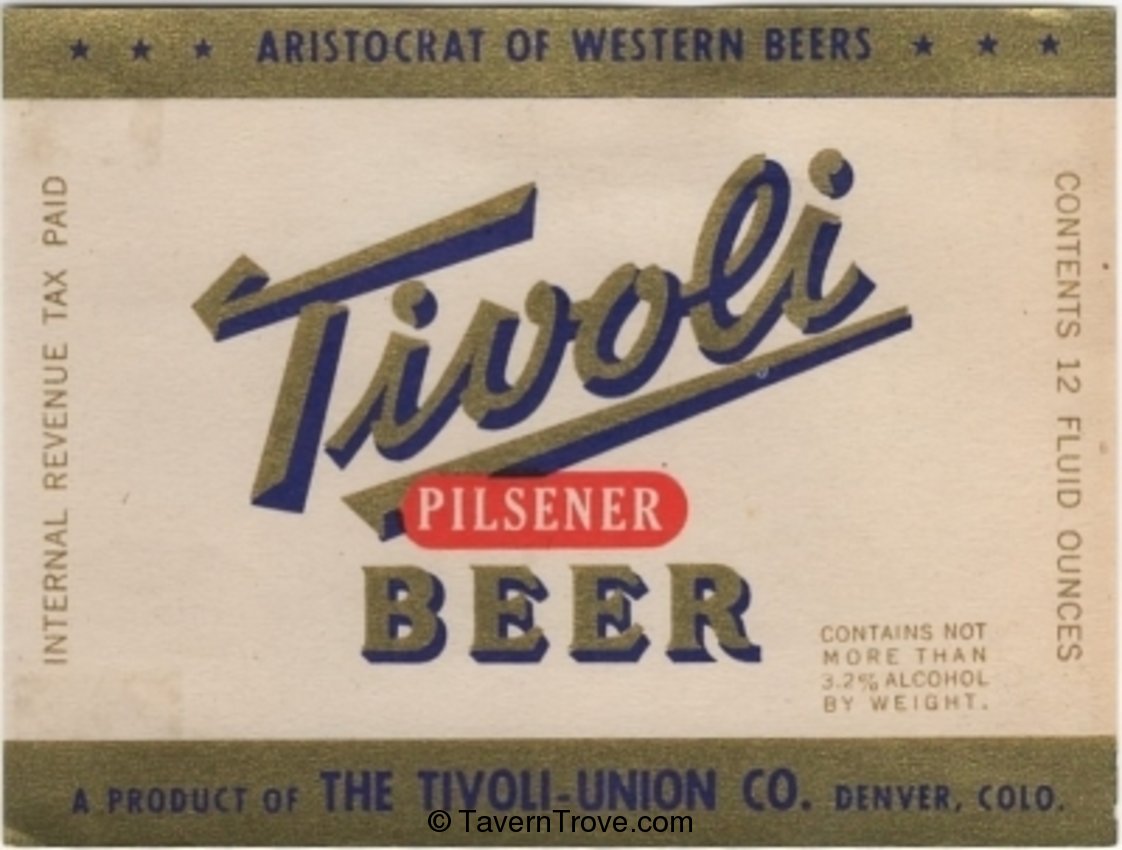 ★ ★ ★ ARISTOCRAT OF WESTERN BEERS ★ ★ ★
INTERNAL REVENUE TAX PAID
Tivoli
PILSENER
BEER
CONTENTS 12 FLUID OUNCES
CONTAINS NOT
MORE THAN
3.2% ALCOHOL
BY WEIGHT.
A PRODUCT OF THE TIVOLI-UNION CO. DENVER, COLO.
© TavernTrove.com